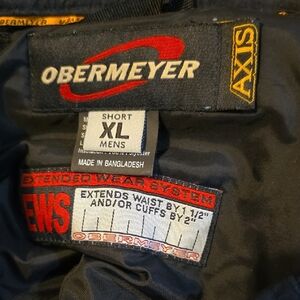 OBERMEYER
OBERMEYER
AXIS
SHORT
XL
MENS
MADE IN BANGLADESH
EXTENDED WEAR SYSTEM
EWS
EXTENDS WAIST BY 1 1/2"
AND/OR CUFFS BY 2"
OBERMEYER